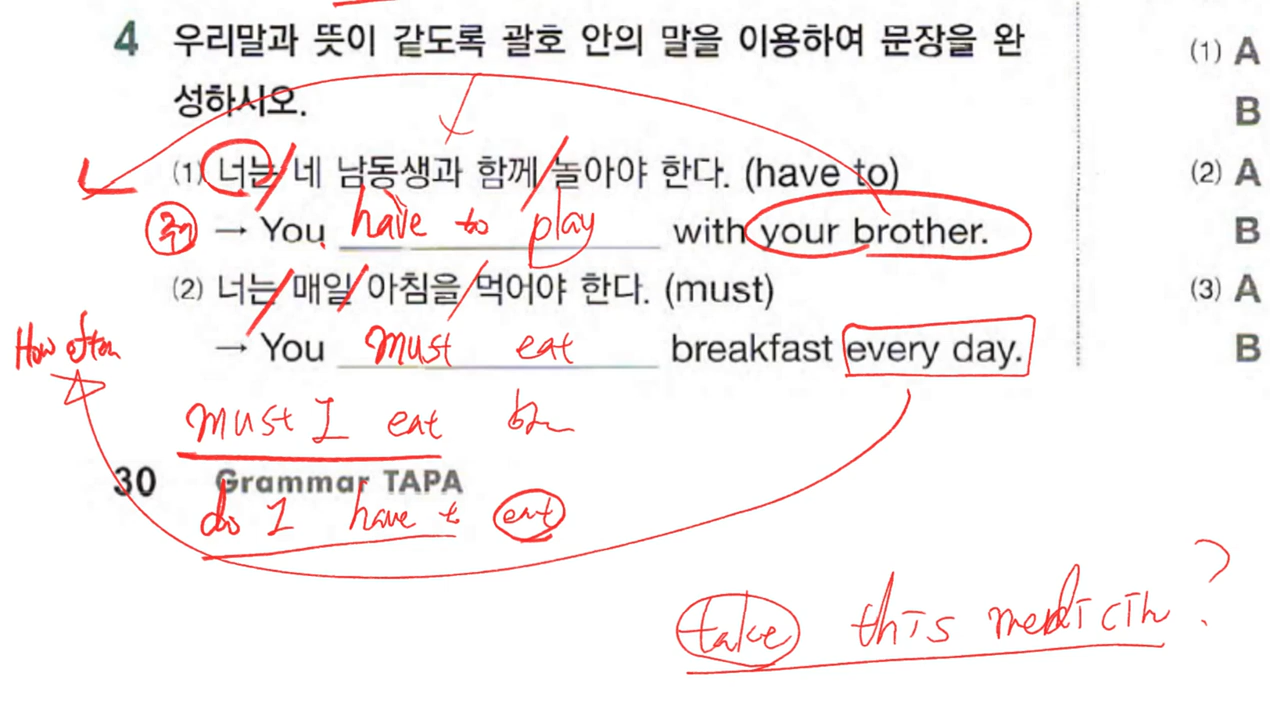 4 우리말과 뜻이 같도록 괄호 안의 말을 이용하여 문장을 완
성하시오.
(1) 너는 네 남동생과 함께 놀아야 한다. (have to)
→ You have to play with your brother.
(2) 너는 매일 아침을 먹어야 한다. (must)
How often
→ You must eat breakfast every day.
must I eat
30 Grammar TAPA
do I have to eat
take this medicin?
(1) A
B
(2) A
B
(3) A
B